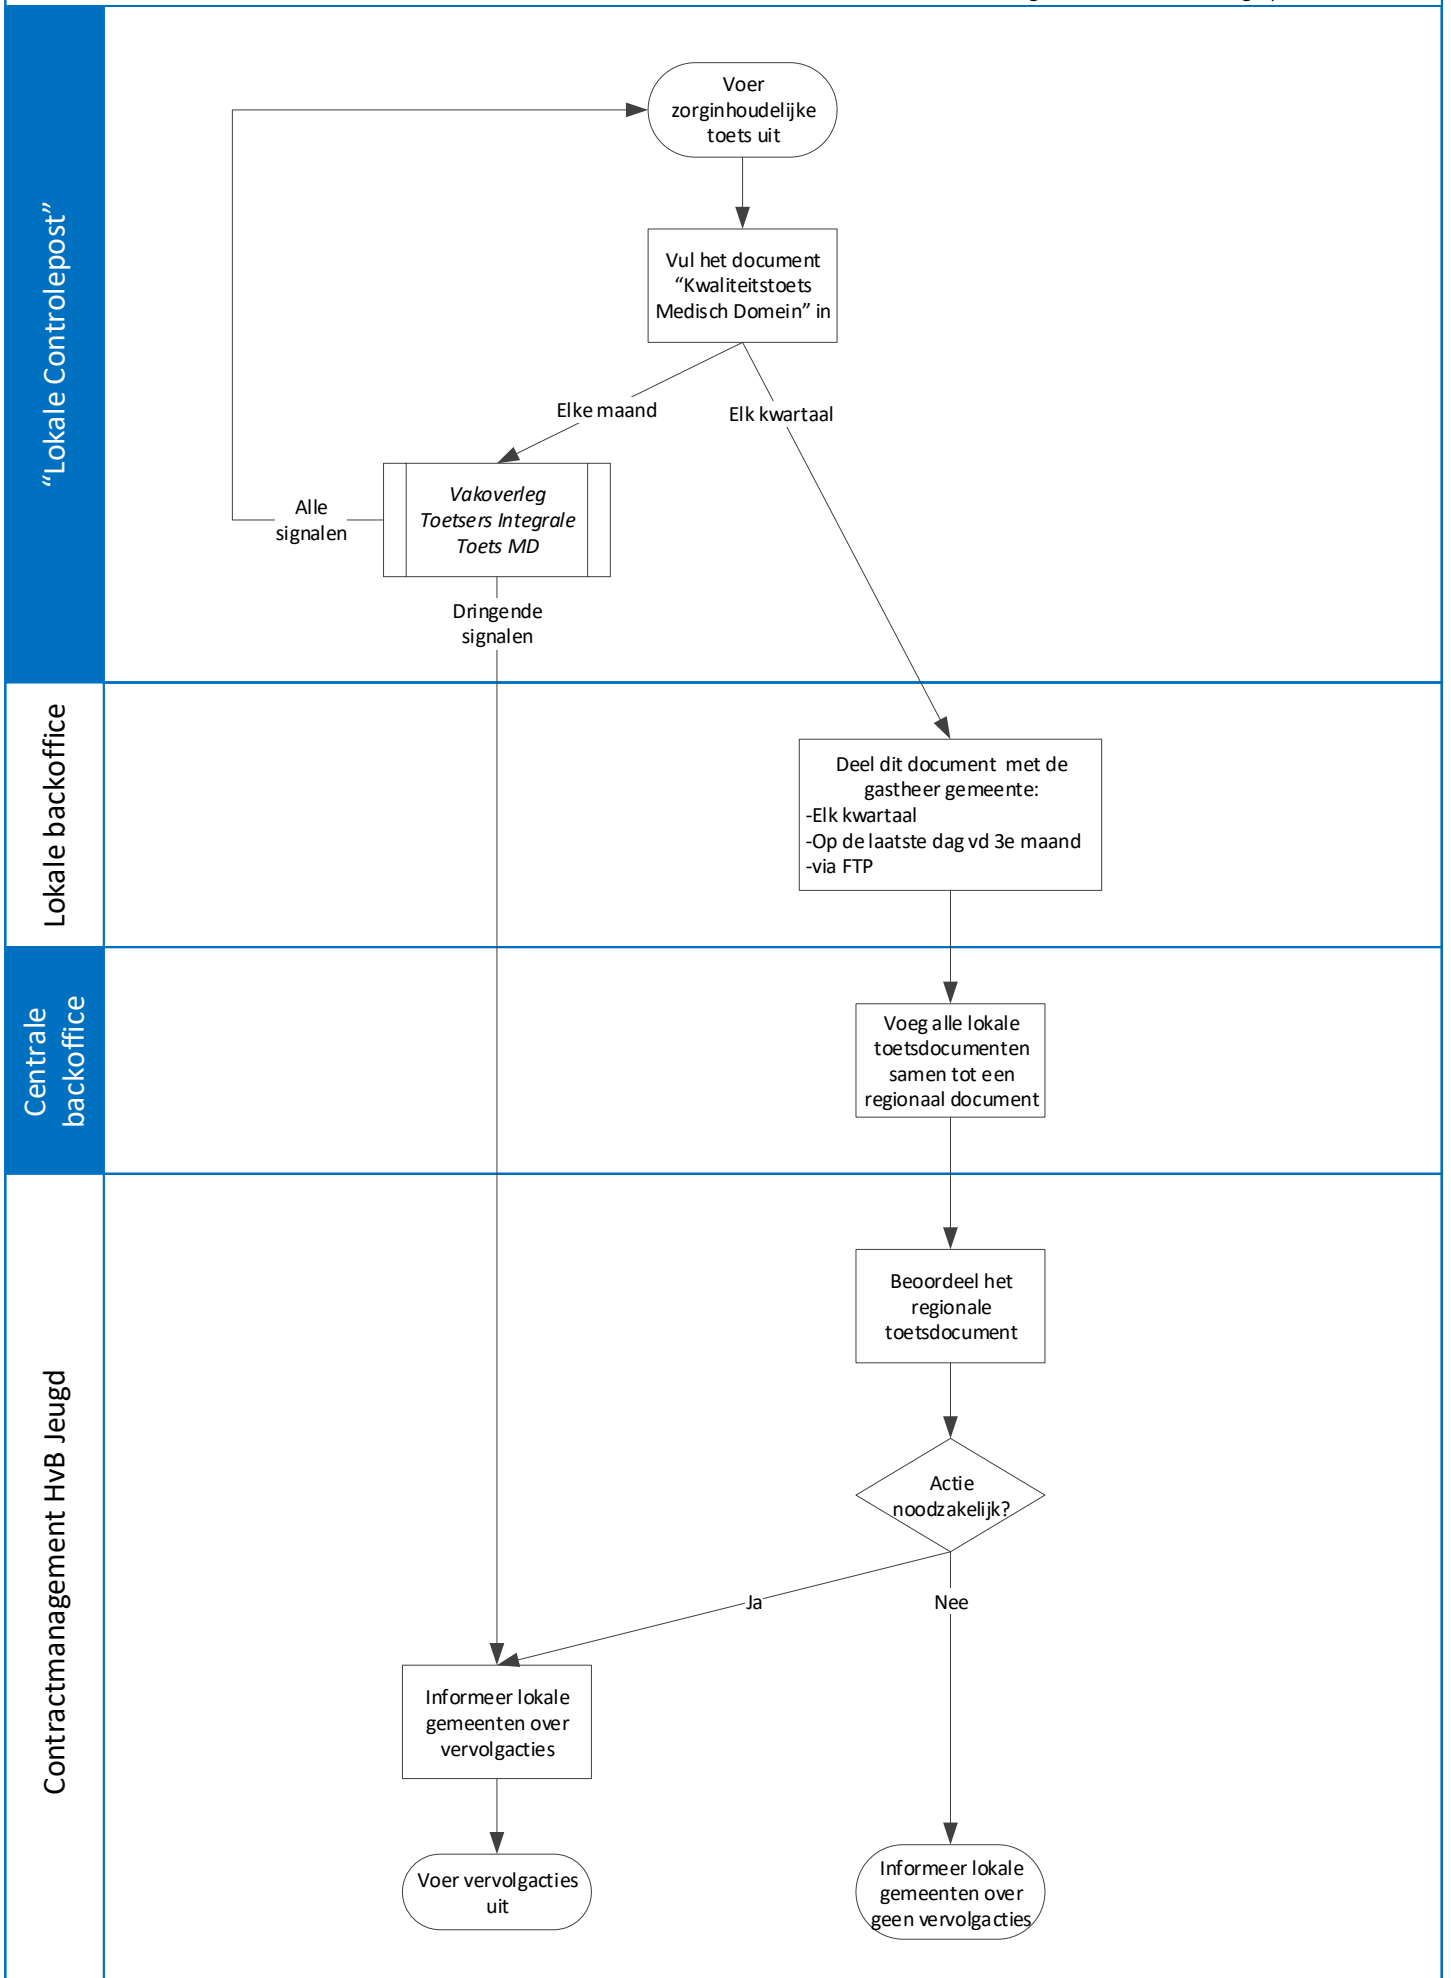 “Lokale Controlepost”
Voer
zorginhoudelijke
toets uit
Vul het document
“Kwaliteitstoets
Medisch Domein” in
Elke maand
Elk kwartaal
Vakoverleg
Toetsers Integrale
Toets MD
Alle
signalen
Dringende
signalen
Lokale backoffice
Deel dit document met de
gastheer gemeente:
-Elk kwartaal
-Op de laatste dag vd 3e maand
-via FTP
Centrale
backoffice
Voeg alle lokale
toetsdocumenten
samen tot een
regionaal document
Contractmanagement HvB Jeugd
Beoordeel het
regionale
toetsdocument
Actie
noodzakelijk?
Ja
Nee
Informeer lokale
gemeenten over
vervolgacties
Voer vervolgacties
uit
Informeer lokale
gemeenten over
geen vervolgacties